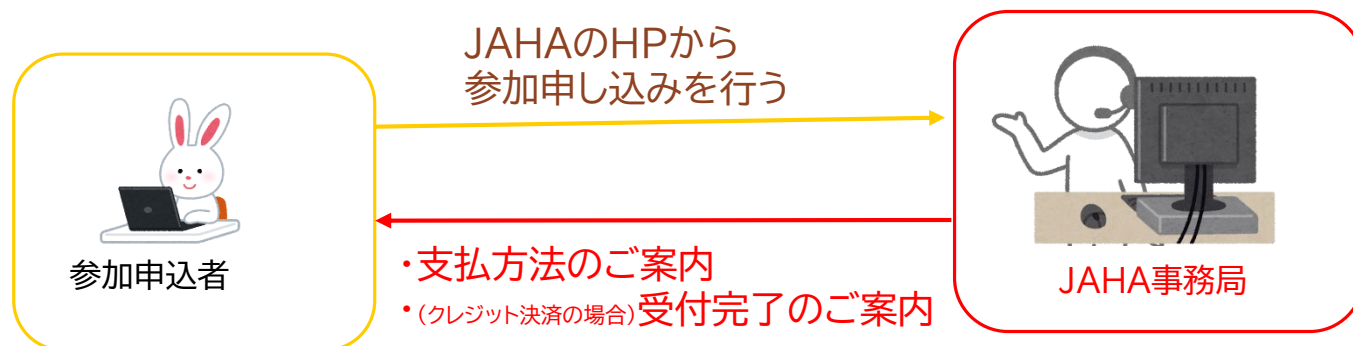 JAHAのHPから
参加申し込みを行う
参加申込者
・支払方法のご案内
・(クレジット決済の場合)受付完了のご案内
JAHA事務局